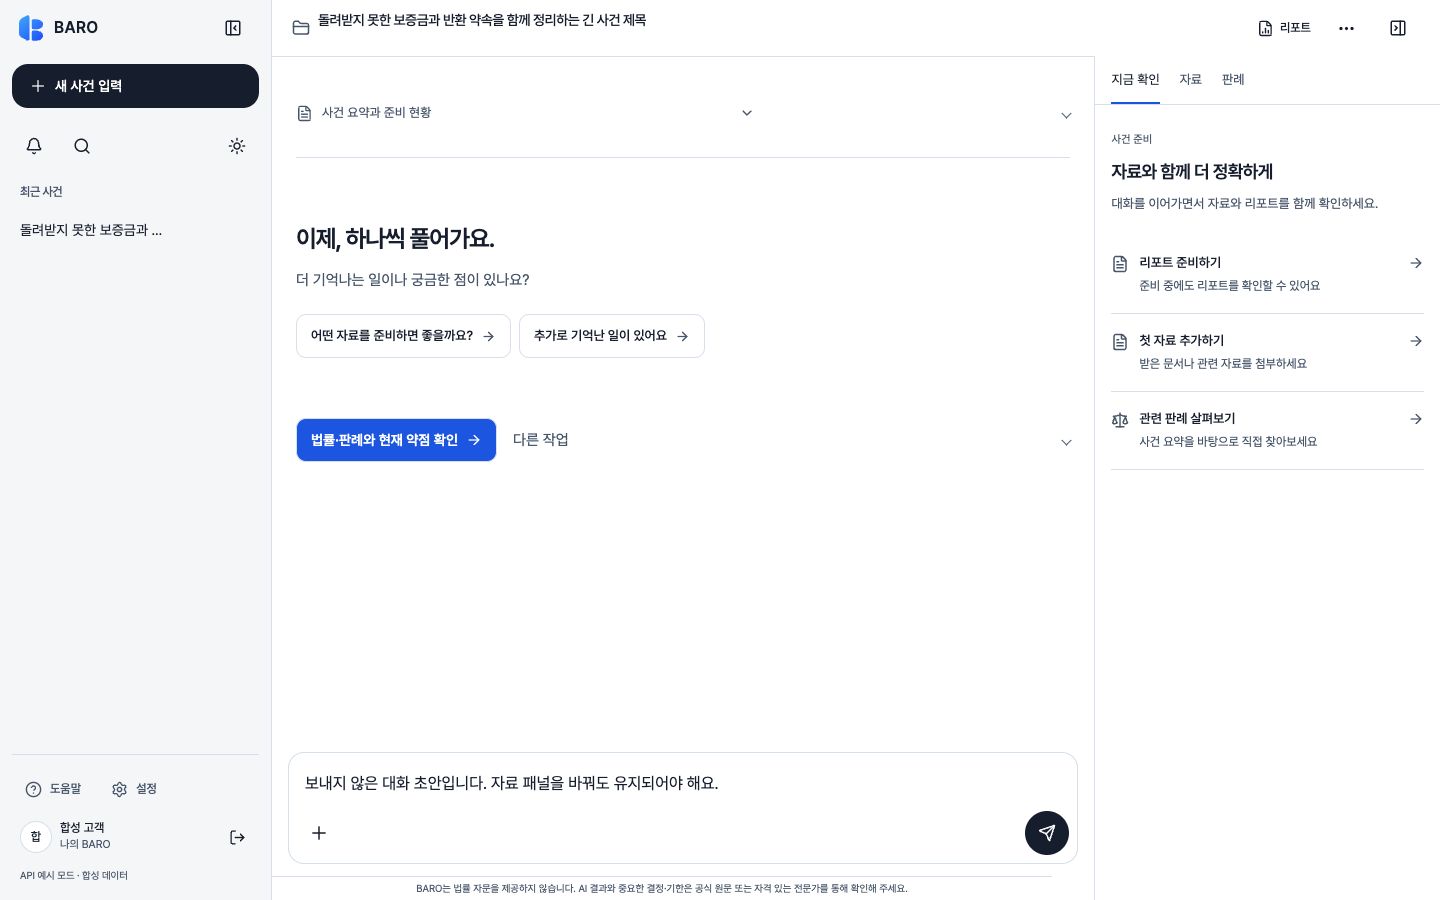 BARO
새 사건 입력
최근 사건
돌려받지 못한 보증금과 ...
도움말
설정
합
합성 고객
나의 BARO
API 예시 모드 · 합성 데이터
돌려받지 못한 보증금과 반환 약속을 함께 정리하는 긴 사건 제목
리포트
사건 요약과 준비 현황
이제, 하나씩 풀어가요.
더 기억나는 일이나 궁금한 점이 있나요?
어떤 자료를 준비하면 좋을까요?
추가로 기억난 일이 있어요
법률·판례와 현재 약점 확인
다른 작업
보내지 않은 대화 초안입니다. 자료 패널을 바꿔도 유지되어야 해요.
BARO는 법률 자문을 제공하지 않습니다. AI 결과와 중요한 결정·기한은 공식 원문 또는 자격 있는 전문가를 통해 확인해 주세요.
지금 확인
자료
판례
사건 준비
자료와 함께 더 정확하게
대화를 이어가면서 자료와 리포트를 함께 확인하세요.
리포트 준비하기
준비 중에도 리포트를 확인할 수 있어요
첫 자료 추가하기
받은 문서나 관련 자료를 첨부하세요
관련 판례 살펴보기
사건 요약을 바탕으로 직접 찾아보세요